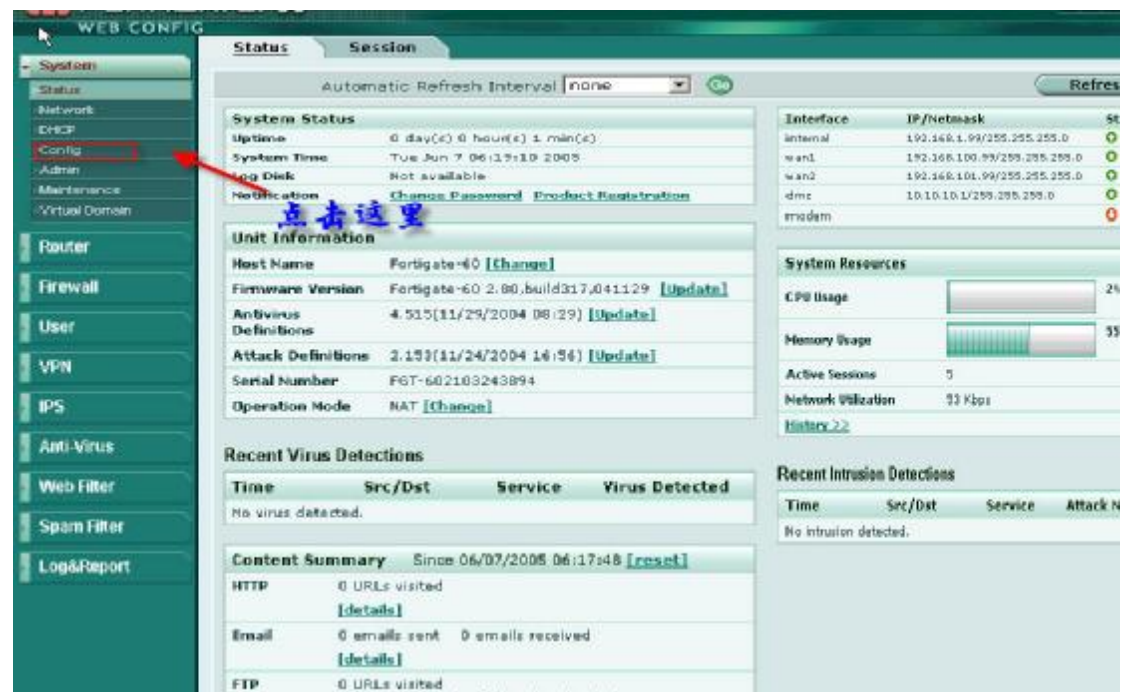 WEB CONFIG
Status Session
System
Status
Network
DHCP
Config
Admin
Maintenance
Virtual Domain
Router
Firewall
User
VPN
IPS
Anti-Virus
Web Filter
Spam Filter
Log&Report
Automatic Refresh Interval none Go
Refres
System Status
Uptime 0 day(s) 0 hour(s) 1 min(s)
System Time Tue Jun 7 06:19:10 2005
Log Disk Not available
Notification Change Password Product Registration
点击这里
Unit Information
Host Name Fortigate-60 [Change]
Firmware Version Fortigate-60 2.80,build317,041129 [Update]
Antivirus Definitions 4.515(11/29/2004 08:29) [Update]
Attack Definitions 2.153(11/24/2004 16:56) [Update]
Serial Number FGT-602103243894
Operation Mode NAT [Change]
Recent Virus Detections
Time Src/Dst Service Virus Detected
No virus detected.
Content Summary Since 06/07/2005 06:17:48 [reset]
HTTP 0 URLs visited
[details]
Email 0 emails sent 0 emails received
[details]
FTP 0 URLs visited
Interface IP/Netmask St
internal 192.168.1.99/255.255.255.0
wan1 192.168.100.99/255.255.255.0
wan2 192.168.101.99/255.255.255.0
dmz 10.10.10.1/255.255.255.0
modem
System Resources
CPU Usage 2%
Memory Usage 55
Active Sessions 5
Network Utilization 93 Kbps
History >>
Recent Intrusion Detections
Time Src/Dst Service Attack N
No intrusion detected.